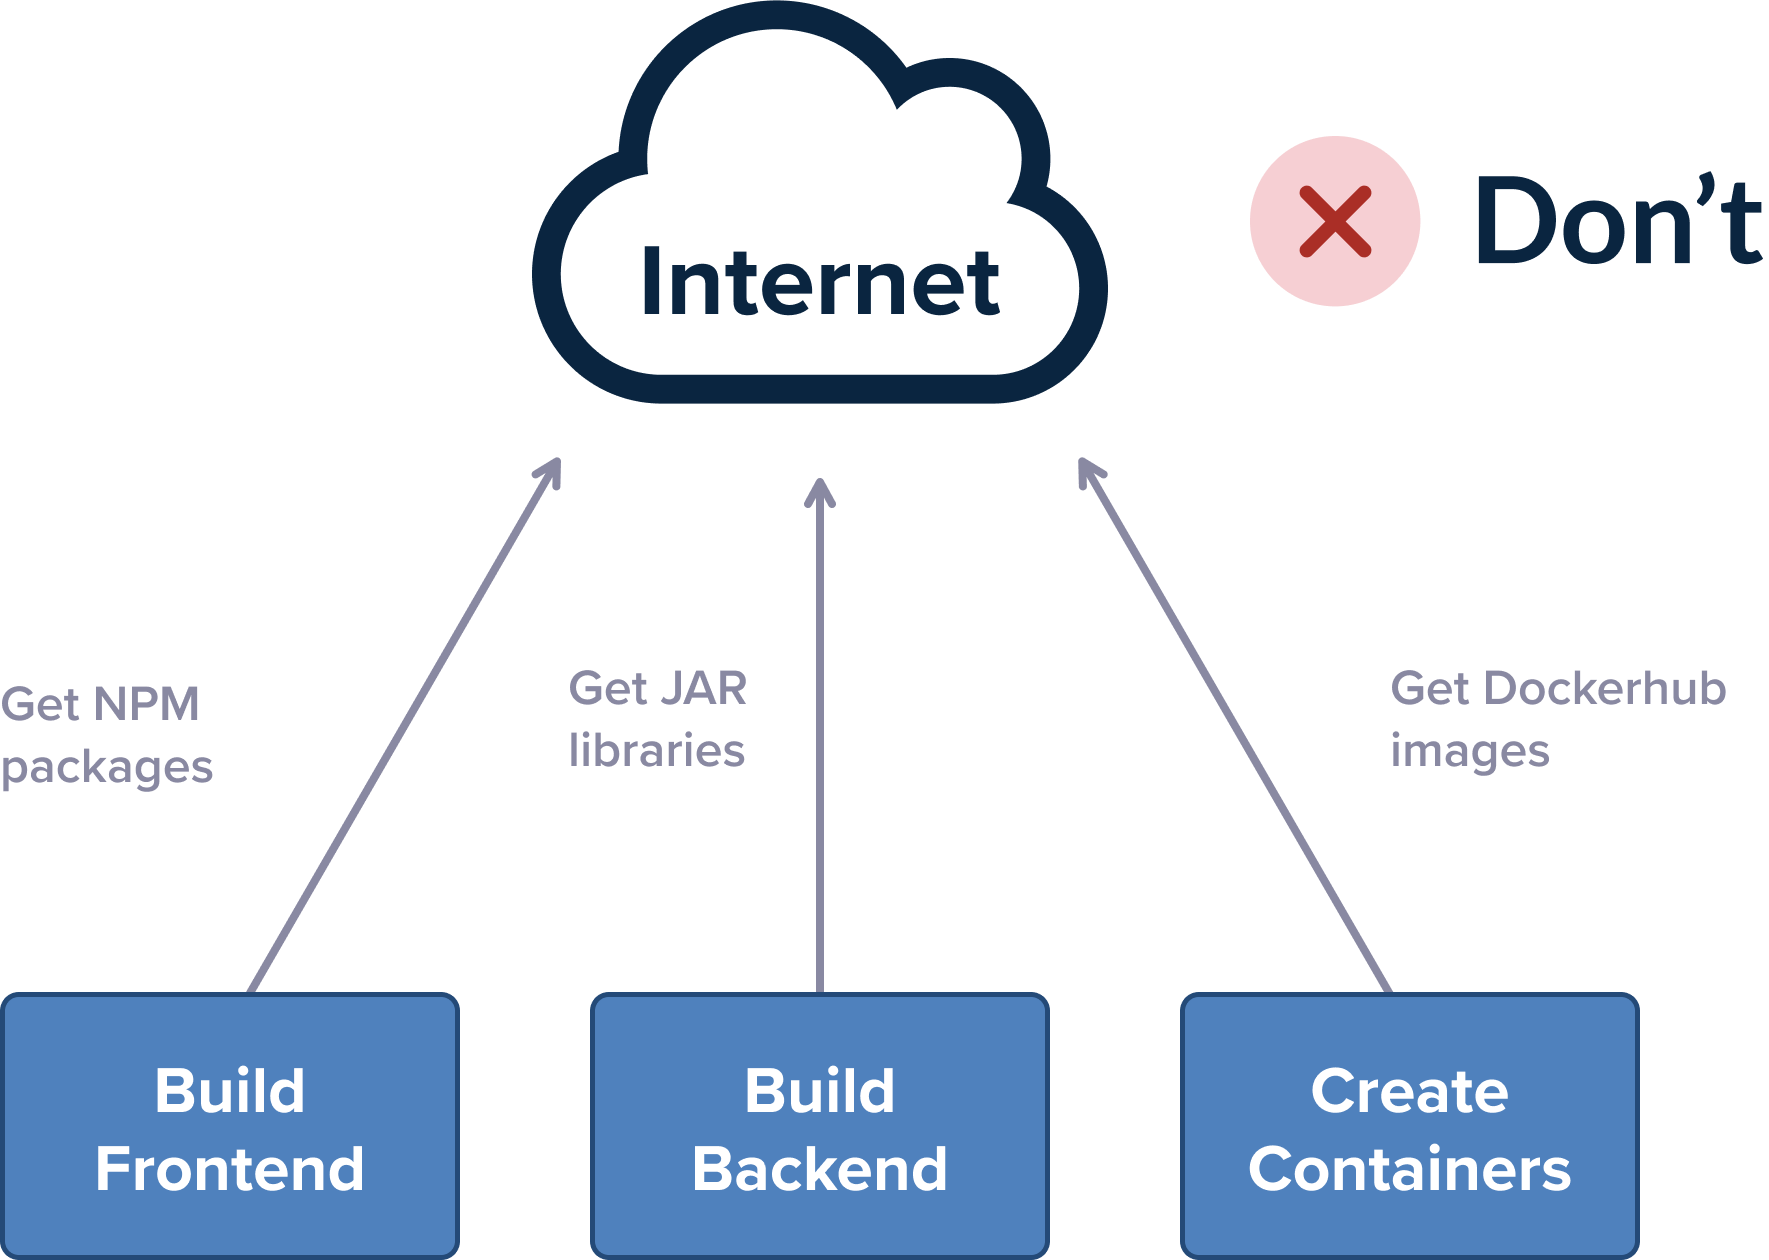 Internet
Don’t
Get NPM
packages
Get JAR
libraries
Get Dockerhub
images
Build
Frontend
Build
Backend
Create
Containers